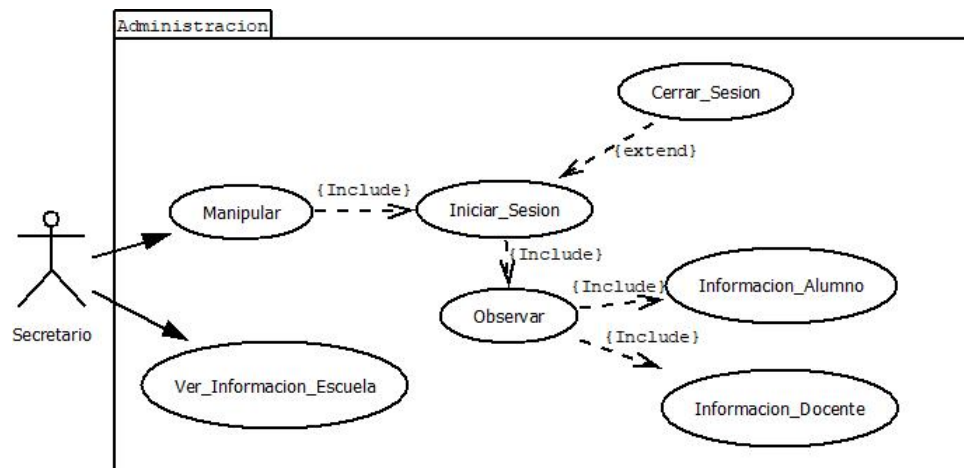 Administracion
Cerrar_Sesion
{extend}
{Include}
Manipular
Iniciar_Sesion
{Include}
{Include}
Informacion_Alumno
Observar
Secretario
{Include}
Ver_Informacion_Escuela
Informacion_Docente